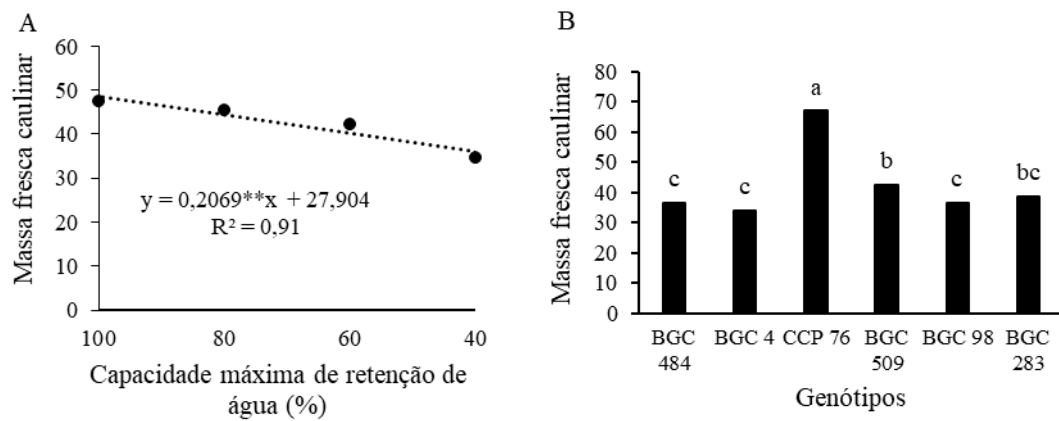 A
Massa fresca caulinar
60
50
40
30
20
10
0
y = 0,2069**x + 27,904
R² = 0,91
100 80 60 40
Capacidade máxima de retenção de
água (%)
B
Massa fresca caulinar
80
70
60
50
40
30
20
10
0
c c a b c bc
BGC BGC 4 CCP 76 BGC BGC 98 BGC
484 509 283
Genótipos